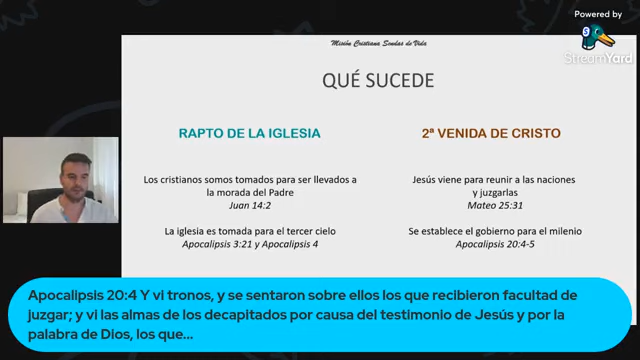 Powered by
StreamYard
Misión Cristiana Sendas de Vida
QUÉ SUCEDE
RAPTO DE LA IGLESIA
2ª VENIDA DE CRISTO
Los cristianos somos tomados para ser llevados a
la morada del Padre
Juan 14:2
Jesús viene para reunir a las naciones
y juzgarlas
Mateo 25:31
La iglesia es tomada para el tercer cielo
Apocalipsis 3:21 y Apocalipsis 4
Se establece el gobierno para el milenio
Apocalipsis 20:4-5
Apocalipsis 20:4 Y vi tronos, y se sentaron sobre ellos los que recibieron facultad de
juzgar; y vi las almas de los decapitados por causa del testimonio de Jesús y por la
palabra de Dios, los que...